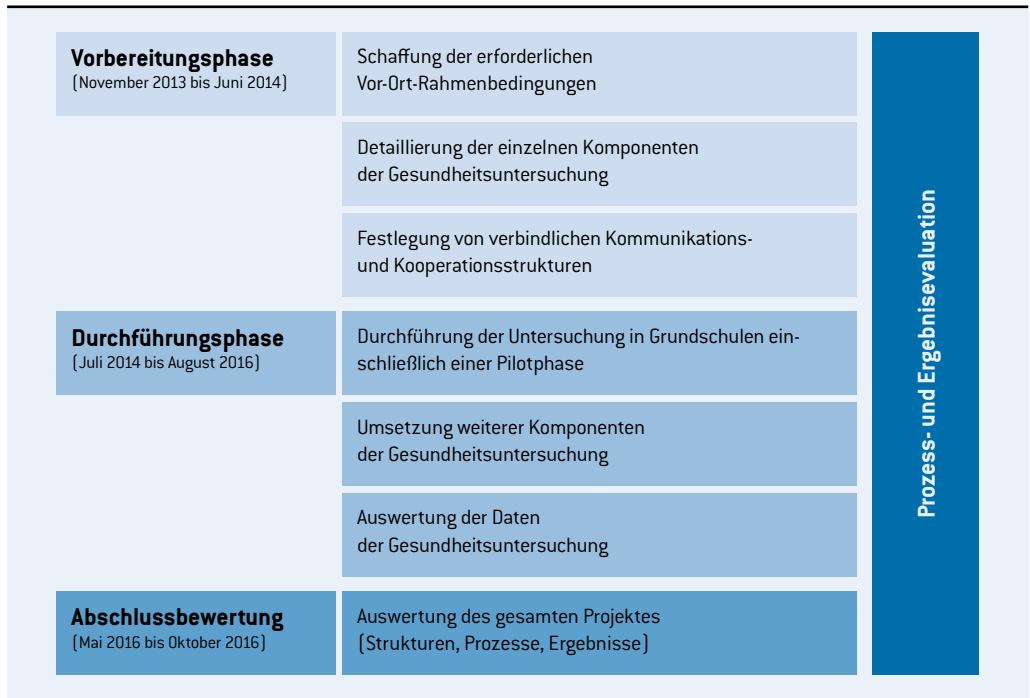 Vorbereitungsphase
(November 2013 bis Juni 2014)
Schaffung der erforderlichen
Vor-Ort-Rahmenbedingungen
Detaillierung der einzelnen Komponenten
der Gesundheitsuntersuchung
Festlegung von verbindlichen Kommunikations-
und Kooperationsstrukturen
Durchführungsphase
(Juli 2014 bis August 2016)
Durchführung der Untersuchung in Grundschulen ein-
schließlich einer Pilotphase
Umsetzung weiterer Komponenten
der Gesundheitsuntersuchung
Auswertung der Daten
der Gesundheitsuntersuchung
Abschlussbewertung
(Mai 2016 bis Oktober 2016)
Auswertung des gesamten Projektes
(Strukturen, Prozesse, Ergebnisse)
Prozess- und Ergebnisevaluation